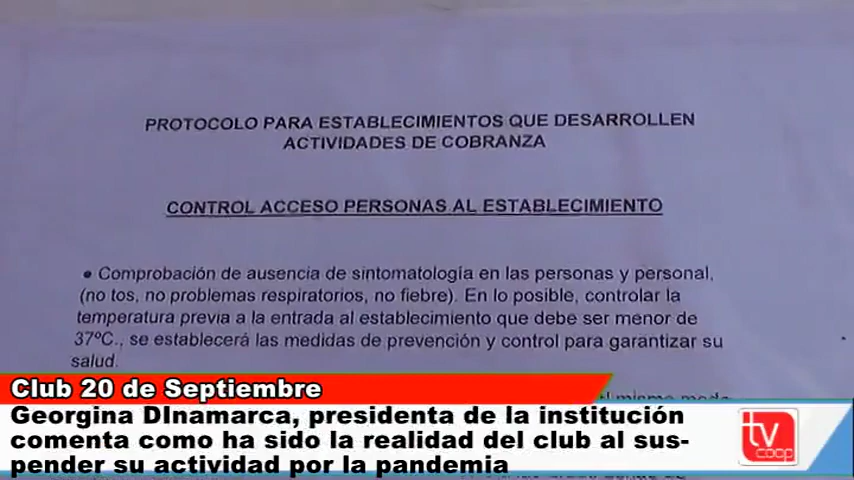 PROTOCOLO PARA ESTABLECIMIENTOS QUE DESARROLLEN
ACTIVIDADES DE COBRANZA
CONTROL ACCESO PERSONAS AL ESTABLECIMIENTO
• Comprobación de ausencia de sintomatología en las personas y personal,
(no tos, no problemas respiratorios, no fiebre). En lo posible, controlar la
temperatura previa a la entrada al establecimiento que debe ser menor de
37ºC., se establecerá las medidas de prevención y control para garantizar su
salud.
Club 20 de Septiembre
Georgina DInamarca, presidenta de la institución
comenta como ha sido la realidad del club al sus-
pender su actividad por la pandemia
tv
coop